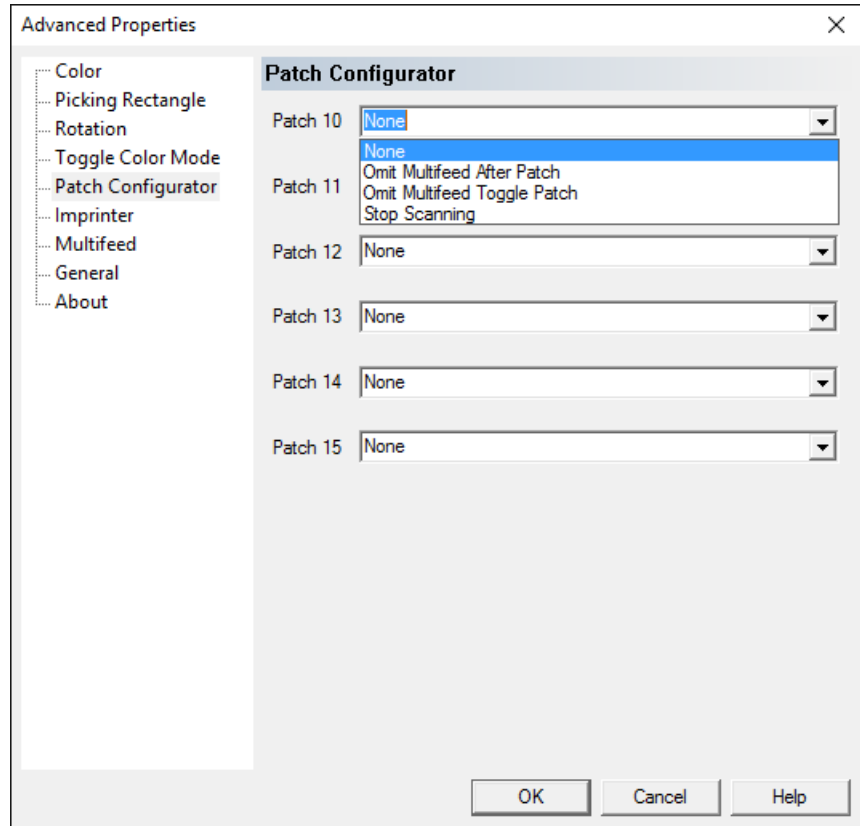 Advanced Properties
Color
Picking Rectangle
Rotation
Toggle Color Mode
Patch Configurator
Imprinter
Multifeed
General
About
Patch Configurator
Patch 10 None
None
Omit Multifeed After Patch
Omit Multifeed Toggle Patch
Stop Scanning
Patch 11
Patch 12 None
Patch 13 None
Patch 14 None
Patch 15 None
OK Cancel Help